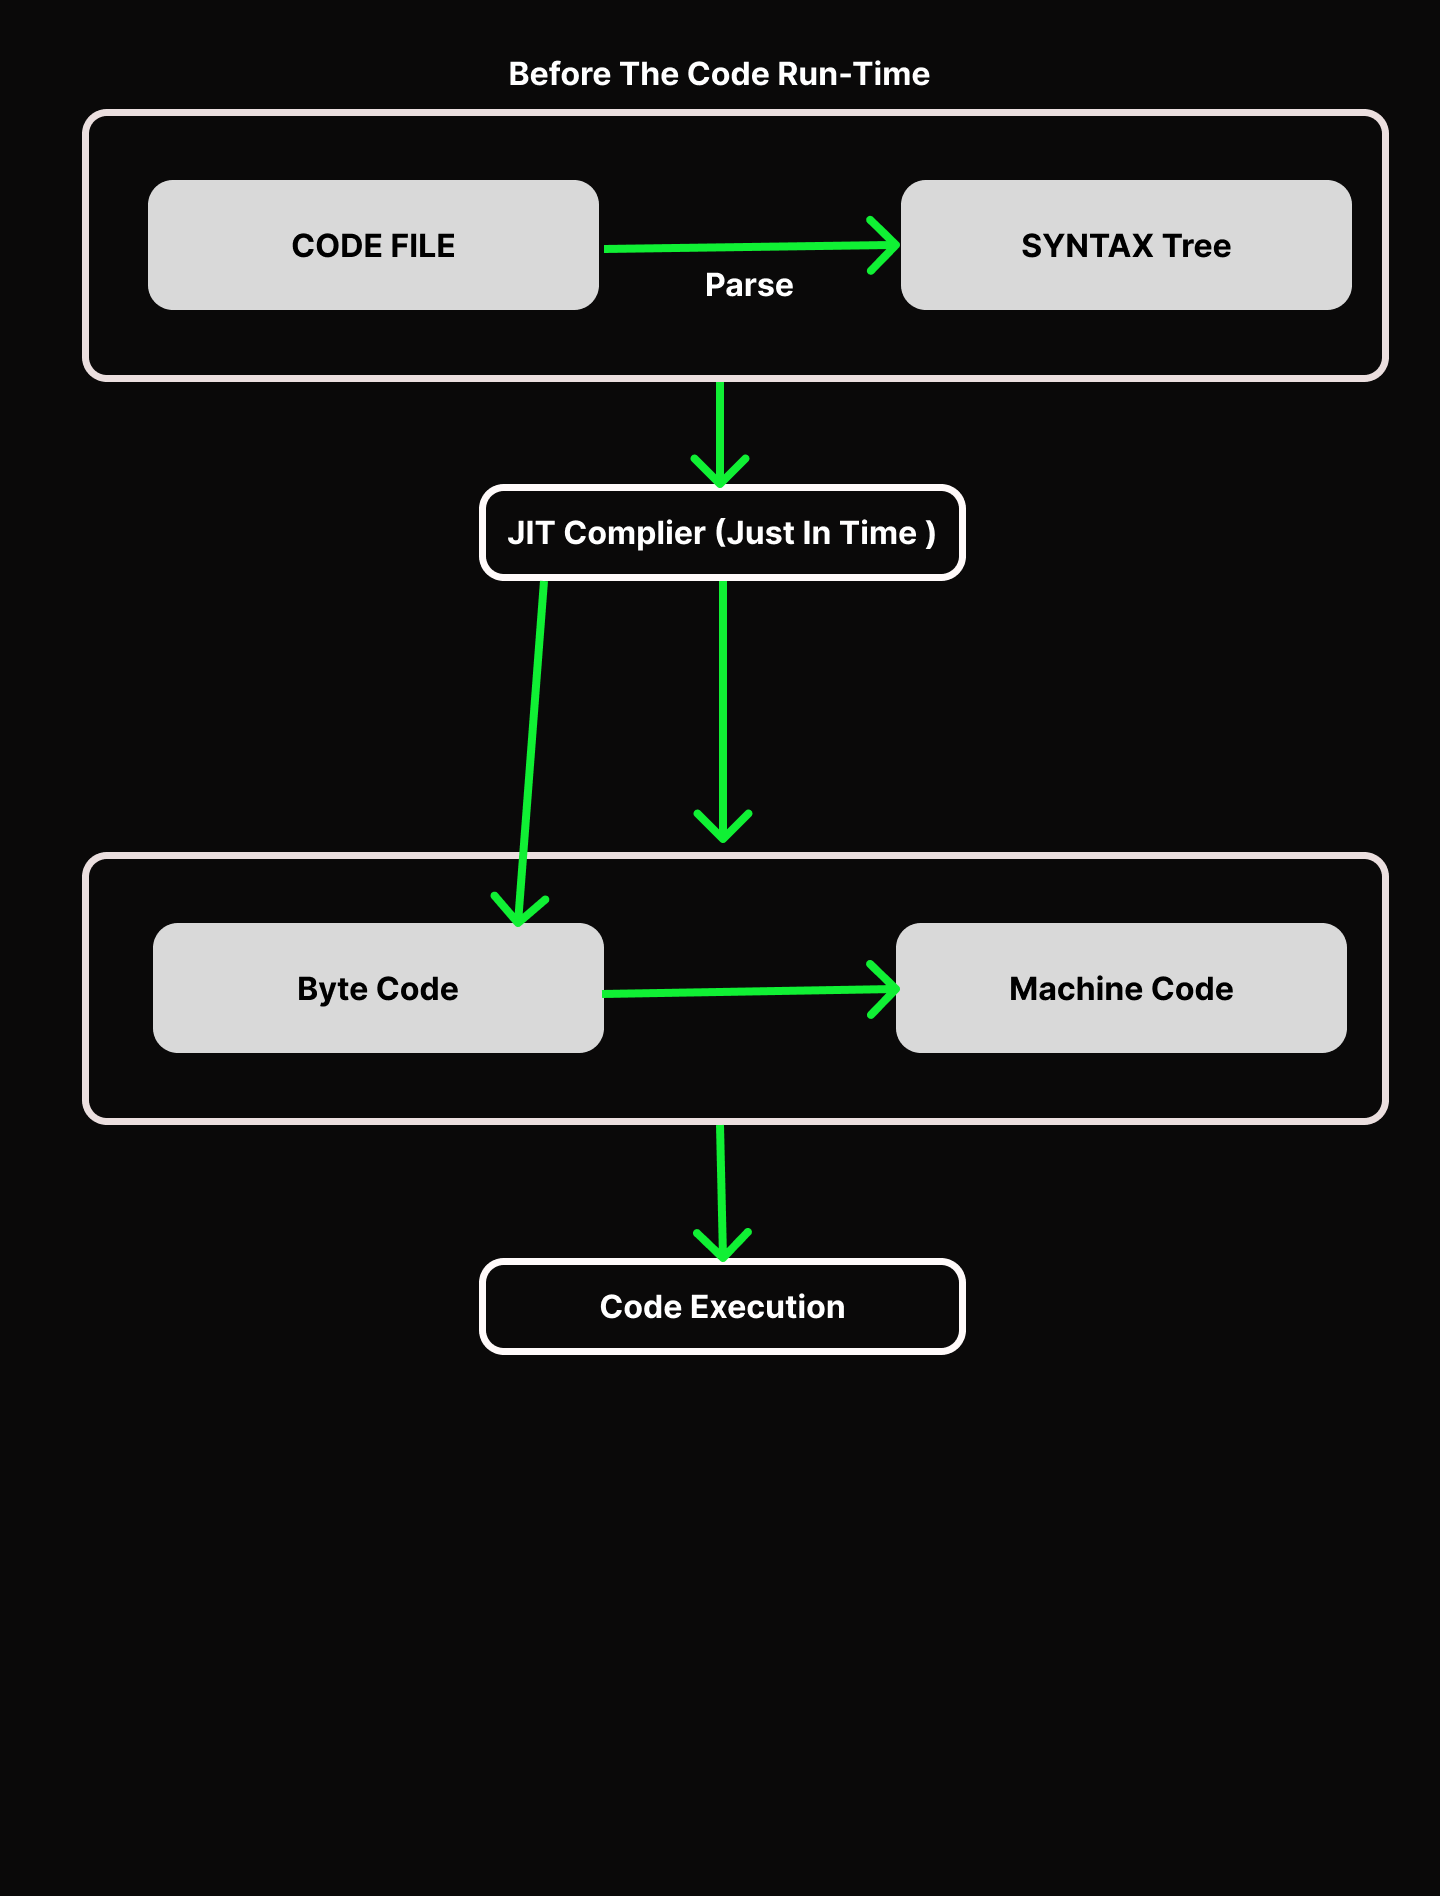 Before The Code Run-Time
CODE FILE
SYNTAX Tree
Parse
JIT Complier (Just In Time )
Byte Code
Machine Code
Code Execution